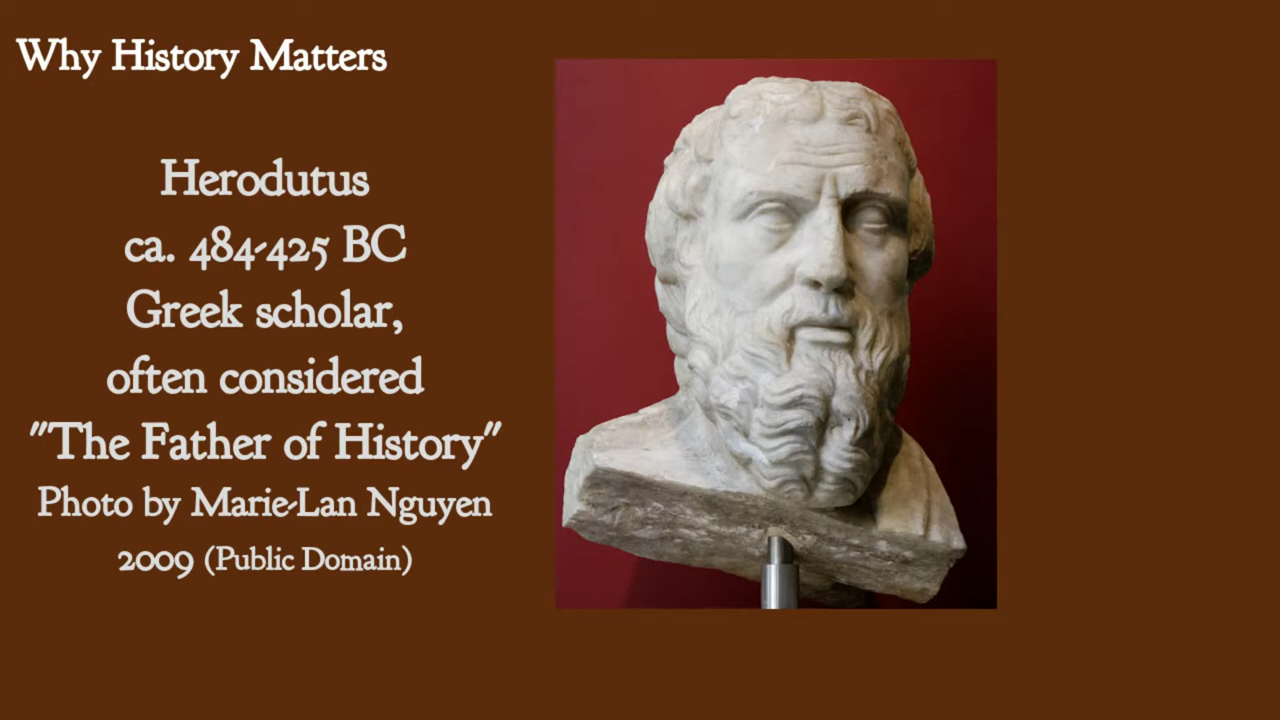 Why History Matters
Herodutus
ca. 484-425 BC
Greek scholar,
often considered
"The Father of History"
Photo by Marie-Lan Nguyen
2009 (Public Domain)